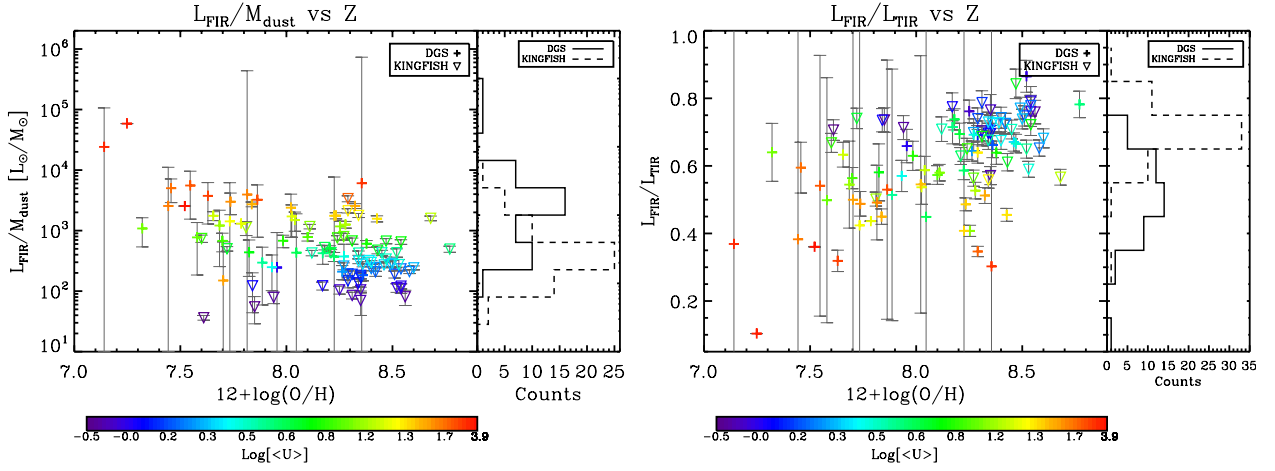 L_FIR/M_dust vs Z
L_FIR/M_dust [L_⊙/M_⊙]
10^6
10^5
10^4
10^3
10^2
10^1
DGS +
KINGFISH ▽
DGS
KINGFISH
7.0 7.5 8.0 8.5
12+log(O/H)
0 5 10 15 20 25
Counts
-0.5 -0.0 0.2 0.3 0.6 0.8 1.2 1.3 1.7 3.9
Log[<U>]
L_FIR/L_TIR vs Z
L_FIR/L_TIR
1.0
0.8
0.6
0.4
0.2
DGS +
KINGFISH ▽
DGS
KINGFISH
7.0 7.5 8.0 8.5
12+log(O/H)
0 5 10 15 20 25 30 35
Counts
-0.5 -0.0 0.2 0.3 0.6 0.8 1.2 1.3 1.7 3.9
Log[<U>]